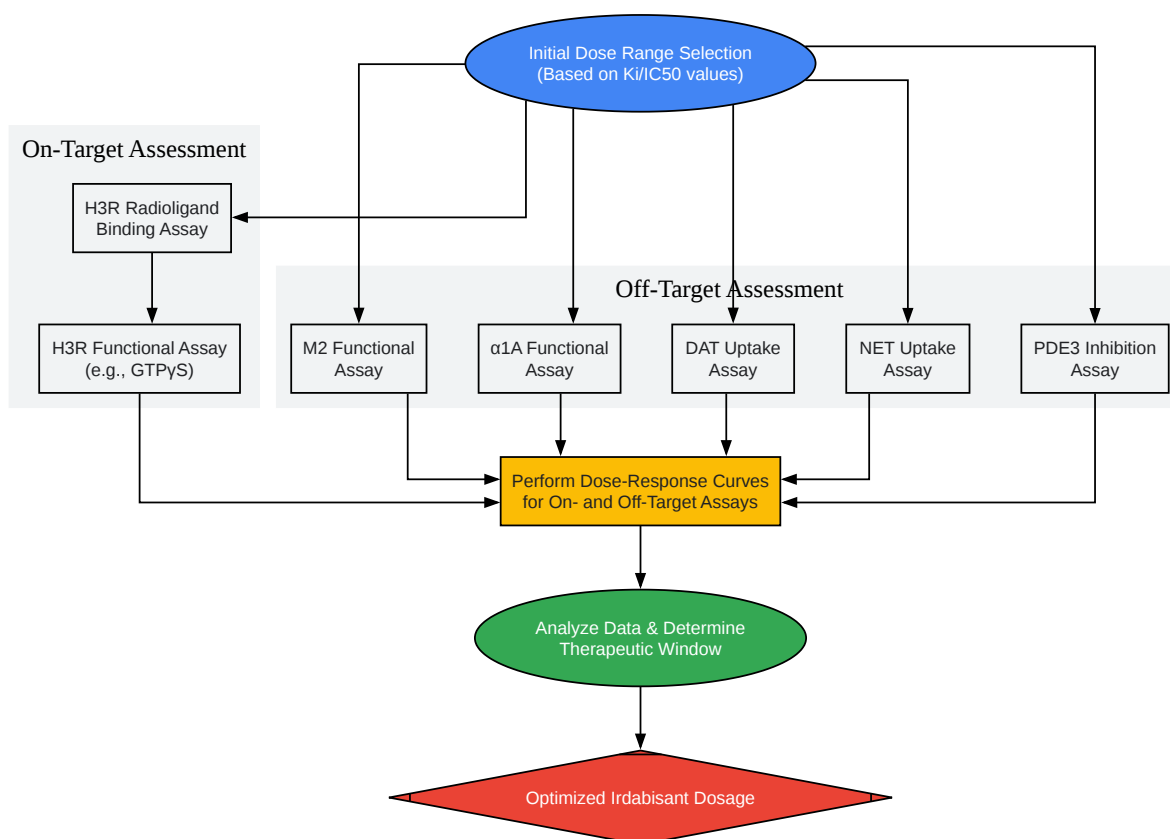 Initial Dose Range Selection
(Based on Ki/IC50 values)
On-Target Assessment
H3R Radioligand
Binding Assay
H3R Functional Assay
(e.g., GTPγS)
Off-Target Assessment
M2 Functional
Assay
α1A Functional
Assay
DAT Uptake
Assay
NET Uptake
Assay
PDE3 Inhibition
Assay
Perform Dose-Response Curves
for On- and Off-Target Assays
Analyze Data & Determine
Therapeutic Window
Optimized Irdabisant Dosage